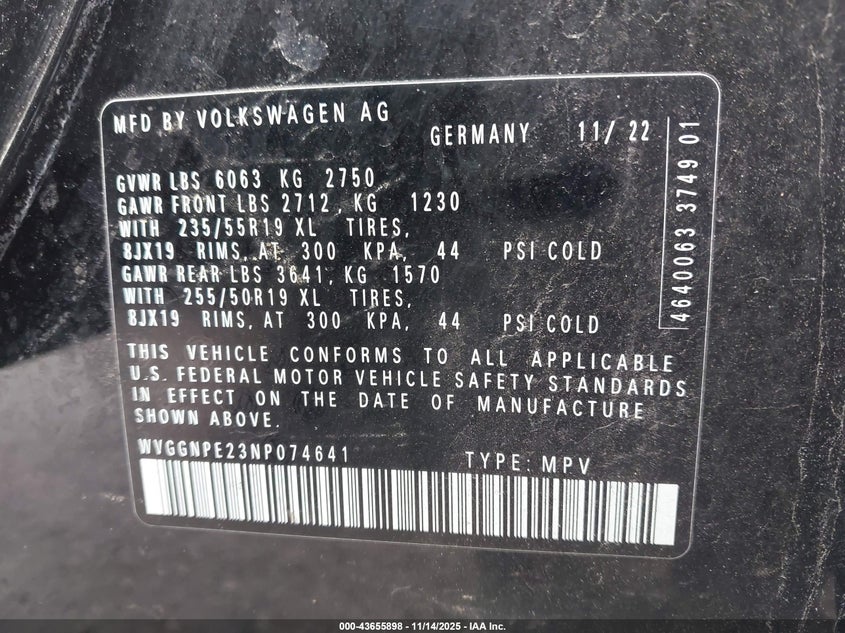 MFD BY VOLKSWAGEN AG
GERMANY 11/ 22
GVWR LBS 6063 KG 2750
GAWR FRONT LBS 2712, KG 1230
WITH 235/55R19 XL TIRES,
8JX19 RIMS, AT 300 KPA, 44 PSI COLD
GAWR REAR LBS 3641, KG 1570
WITH 255/50R19 XL TIRES,
8JX19 RIMS, AT 300 KPA, 44 PSI COLD
THIS VEHICLE CONFORMS TO ALL APPLICABLE
U.S. FEDERAL MOTOR VEHICLE SAFETY STANDARDS
IN EFFECT ON THE DATE OF MANUFACTURE
SHOWN ABOVE.
WVGGNPE23NP074641 TYPE: MPV
4640063 3749 01
000-43655898 - 11/14/2025 - IAA Inc.